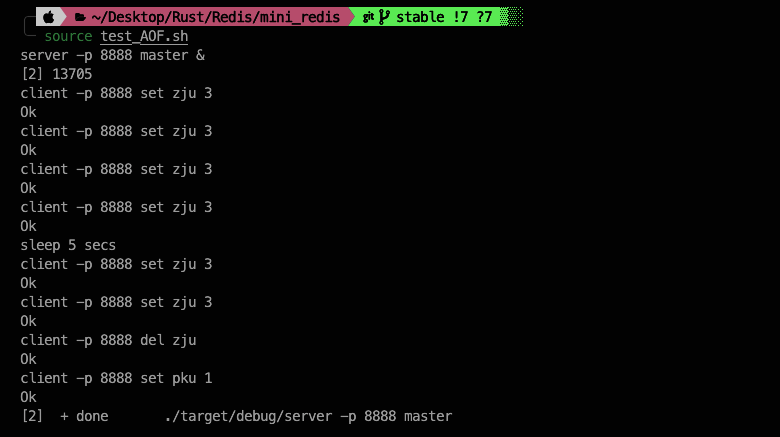 ~/Desktop/Rust/Redis/mini_redis git stable !7 ?7
source test_AOF.sh
server -p 8888 master &
[2] 13705
client -p 8888 set zju 3
Ok
client -p 8888 set zju 3
Ok
client -p 8888 set zju 3
Ok
client -p 8888 set zju 3
Ok
sleep 5 secs
client -p 8888 set zju 3
Ok
client -p 8888 set zju 3
Ok
client -p 8888 del zju
Ok
client -p 8888 set pku 1
Ok
[2]  + done       ./target/debug/server -p 8888 master